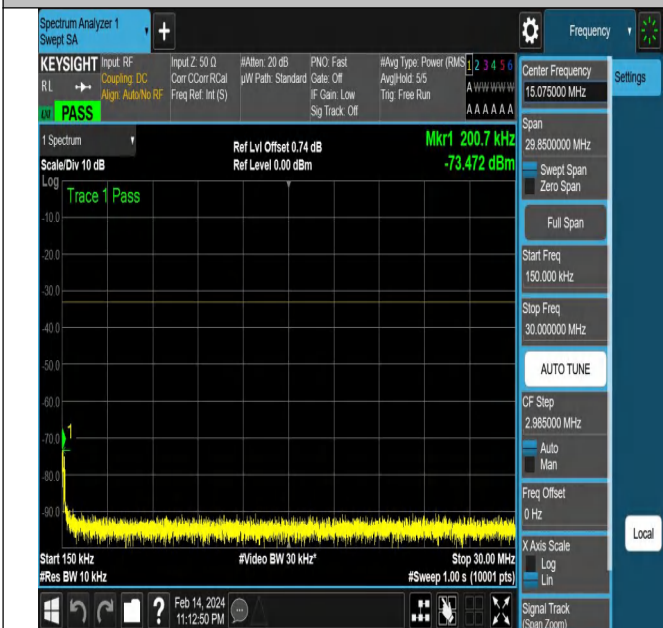 Spectrum Analyzer 1
Swept SA
+
Frequency
KEYSIGHT Input: RF Input Z: 50 Ω #Atten: 20 dB PNO: Fast #Avg Type: Power (RMS 1 2 3 4 5 6
RL Coupling: DC Corr CCorr RCal µW Path: Standard Gate: Off Avg|Hold: 5/5 A W W W W W
Align: Auto/No RF Freq Ref: Int (S) IF Gain: Low Trig: Free Run
PASS Sig Track: Off A A A A A A
1 Spectrum
Ref Lvl Offset 0.74 dB Mkr1 200.7 kHz
Scale/Div 10 dB Ref Level 0.00 dBm -73.472 dBm
Log
Trace 1 Pass
-10.0
-20.0
-30.0
-40.0
-50.0
-60.0
1
-70.0
-80.0
-90.0
Start 150 kHz #Video BW 30 kHz* Stop 30.00 MHz
#Res BW 10 kHz #Sweep 1.00 s (10001 pts)
? Feb 14, 2024
11:12:50 PM
Center Frequency
15.075000 MHz
Settings
Span
29.8500000 MHz
Swept Span
Zero Span
Full Span
Start Freq
150.000 kHz
Stop Freq
30.000000 MHz
AUTO TUNE
CF Step
2.985000 MHz
Auto
Man
Freq Offset
0 Hz
Local
X Axis Scale
Log
Lin
Signal Track
(Span Zoom)